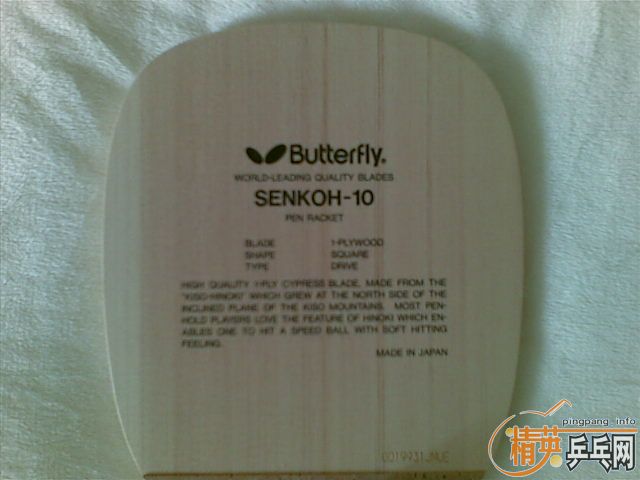 Butterfly.
WORLD-LEADING QUALITY BLADES
SENKOH-10
PEN RACKET
BLADE 1-PLYWOOD
SHAPE SQUARE
TYPE DRIVE
HIGH QUALITY 1-PLY CYPRESS BLADE, MADE FROM THE
"KISO-HINOKI" WHICH GREW AT THE NORTH SIDE OF THE
INCLINED PLANE OF THE KISO MOUNTAINS. MOST PEN-
HOLD PLAYERS LOVE THE FEATURE OF HINOKI WHICH EN-
ABLES ONE TO HIT A SPEED BALL WITH SOFT HITTING
FEELING.
MADE IN JAPAN
pingpang.info
精英乒乓网